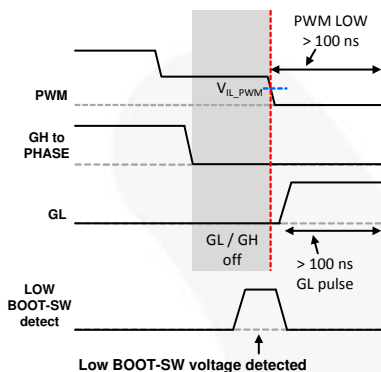 PWM LOW
> 100 ns
V_IL_PWM
PWM
GH to
PHASE
GL
GL / GH
off
> 100 ns
GL pulse
LOW
BOOT-SW
detect
Low BOOT-SW voltage detected